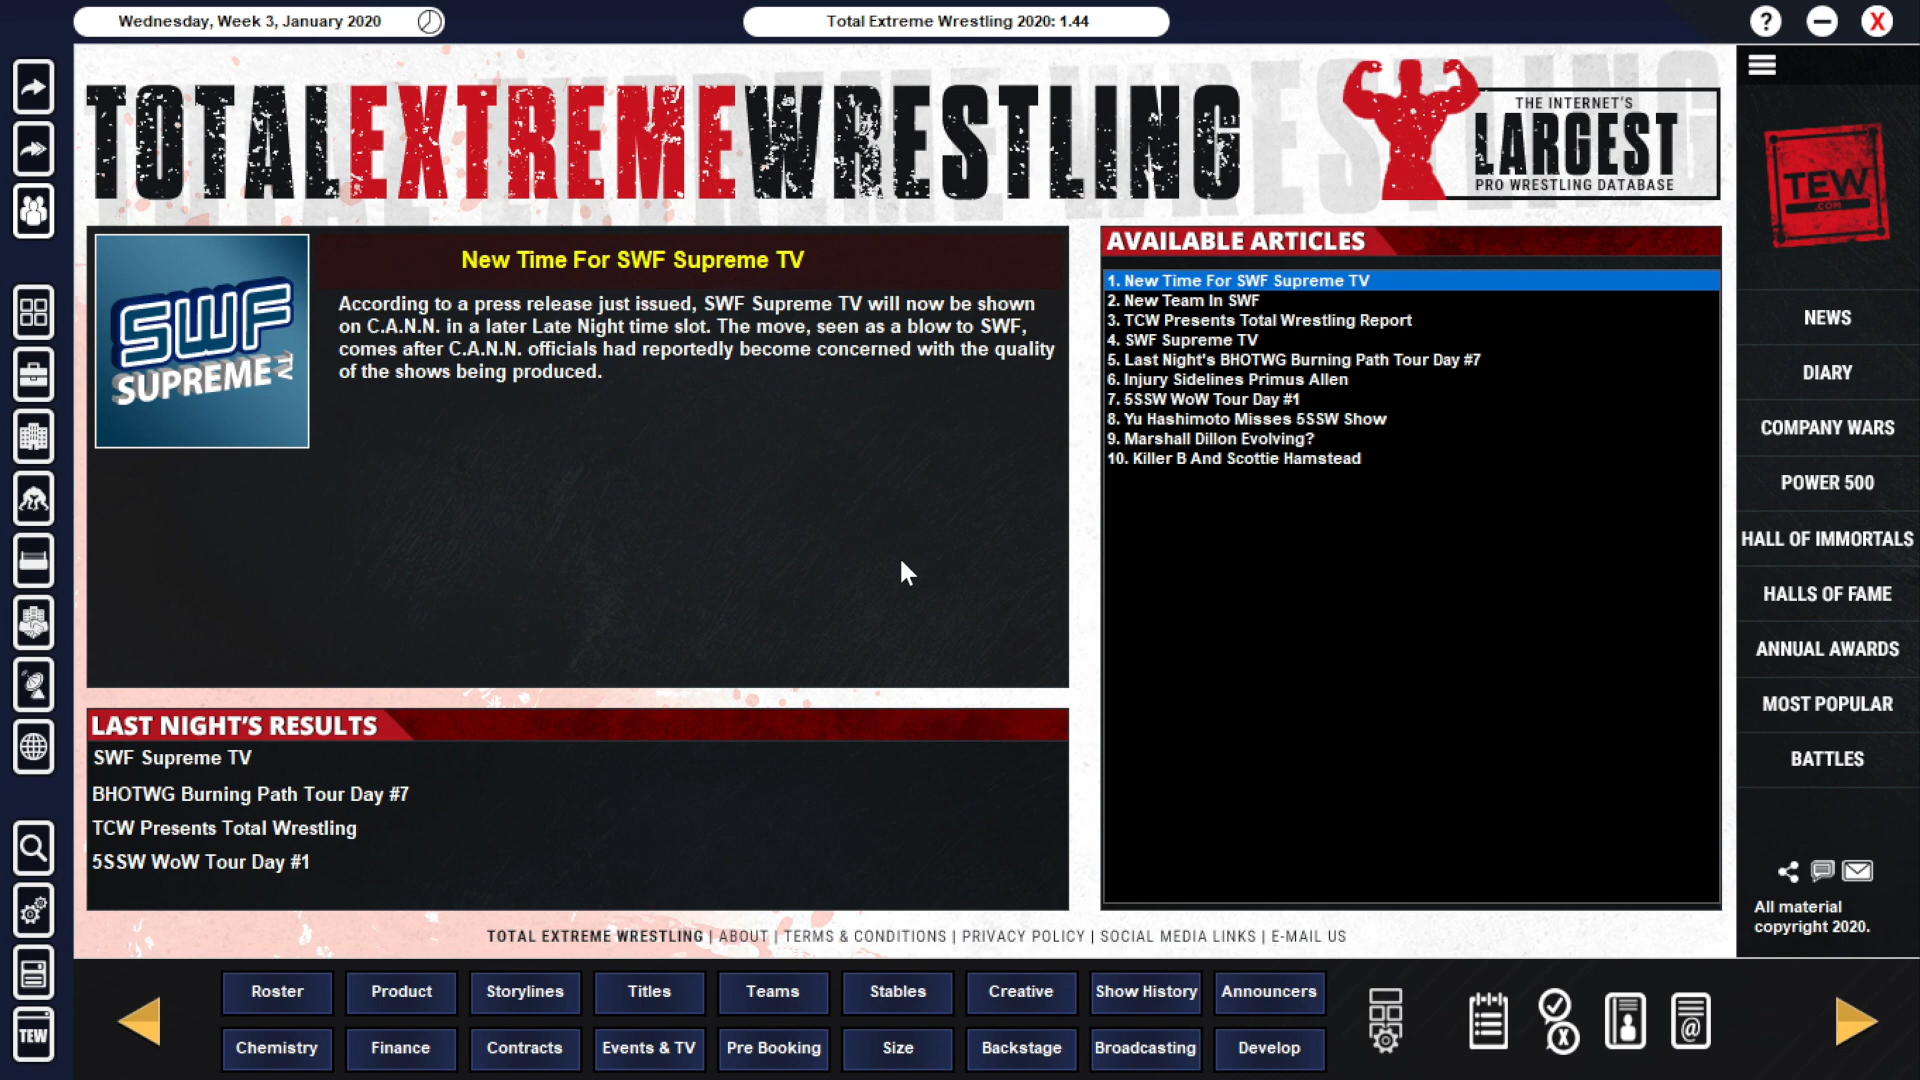 Wednesday, Week 3, January 2020
Total Extreme Wrestling 2020: 1.44
?
X
TOTALEXTREMEWRESTLING
THE INTERNET'S
LARGEST
PRO WRESTLING DATABASE
TEW
.COM
SWF
SUPREME TV
New Time For SWF Supreme TV
According to a press release just issued, SWF Supreme TV will now be shown
on C.A.N.N. in a later Late Night time slot. The move, seen as a blow to SWF,
comes after C.A.N.N. officials had reportedly become concerned with the quality
of the shows being produced.
AVAILABLE ARTICLES
1. New Time For SWF Supreme TV
2. New Team In SWF
3. TCW Presents Total Wrestling Report
4. SWF Supreme TV
5. Last Night's BHOTWG Burning Path Tour Day #7
6. Injury Sidelines Primus Allen
7. 5SSW WoW Tour Day #1
8. Yu Hashimoto Misses 5SSW Show
9. Marshall Dillon Evolving?
10. Killer B And Scottie Hamstead
NEWS
DIARY
COMPANY WARS
POWER 500
HALL OF IMMORTALS
HALLS OF FAME
ANNUAL AWARDS
MOST POPULAR
BATTLES
All material
copyright 2020.
LAST NIGHT'S RESULTS
SWF Supreme TV
BHOTWG Burning Path Tour Day #7
TCW Presents Total Wrestling
5SSW WoW Tour Day #1
TOTAL EXTREME WRESTLING | ABOUT | TERMS & CONDITIONS | PRIVACY POLICY | SOCIAL MEDIA LINKS | E-MAIL US
TEW
Roster Product Storylines Titles Teams Stables Creative Show History Announcers
Chemistry Finance Contracts Events & TV Pre Booking Size Backstage Broadcasting Develop